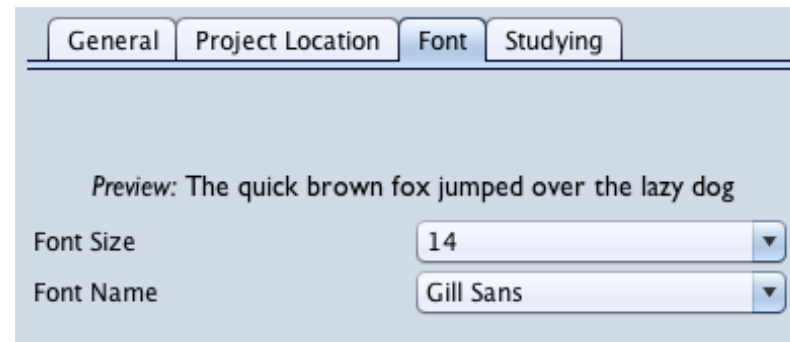 General Project Location Font Studying
Preview: The quick brown fox jumped over the lazy dog
Font Size 14
Font Name Gill Sans